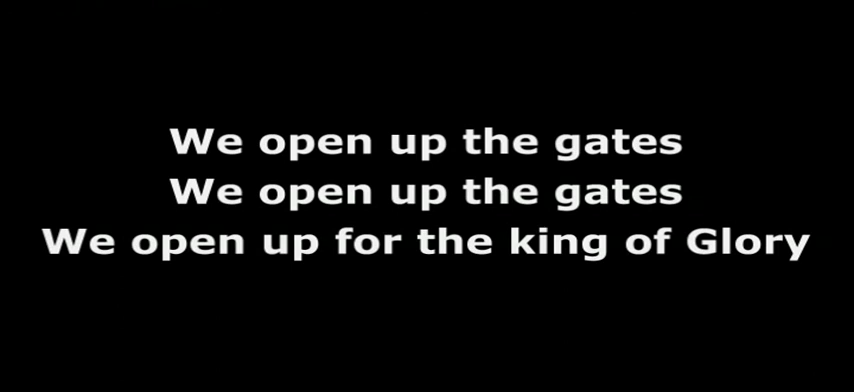 We open up the gates
We open up the gates
We open up for the king of Glory